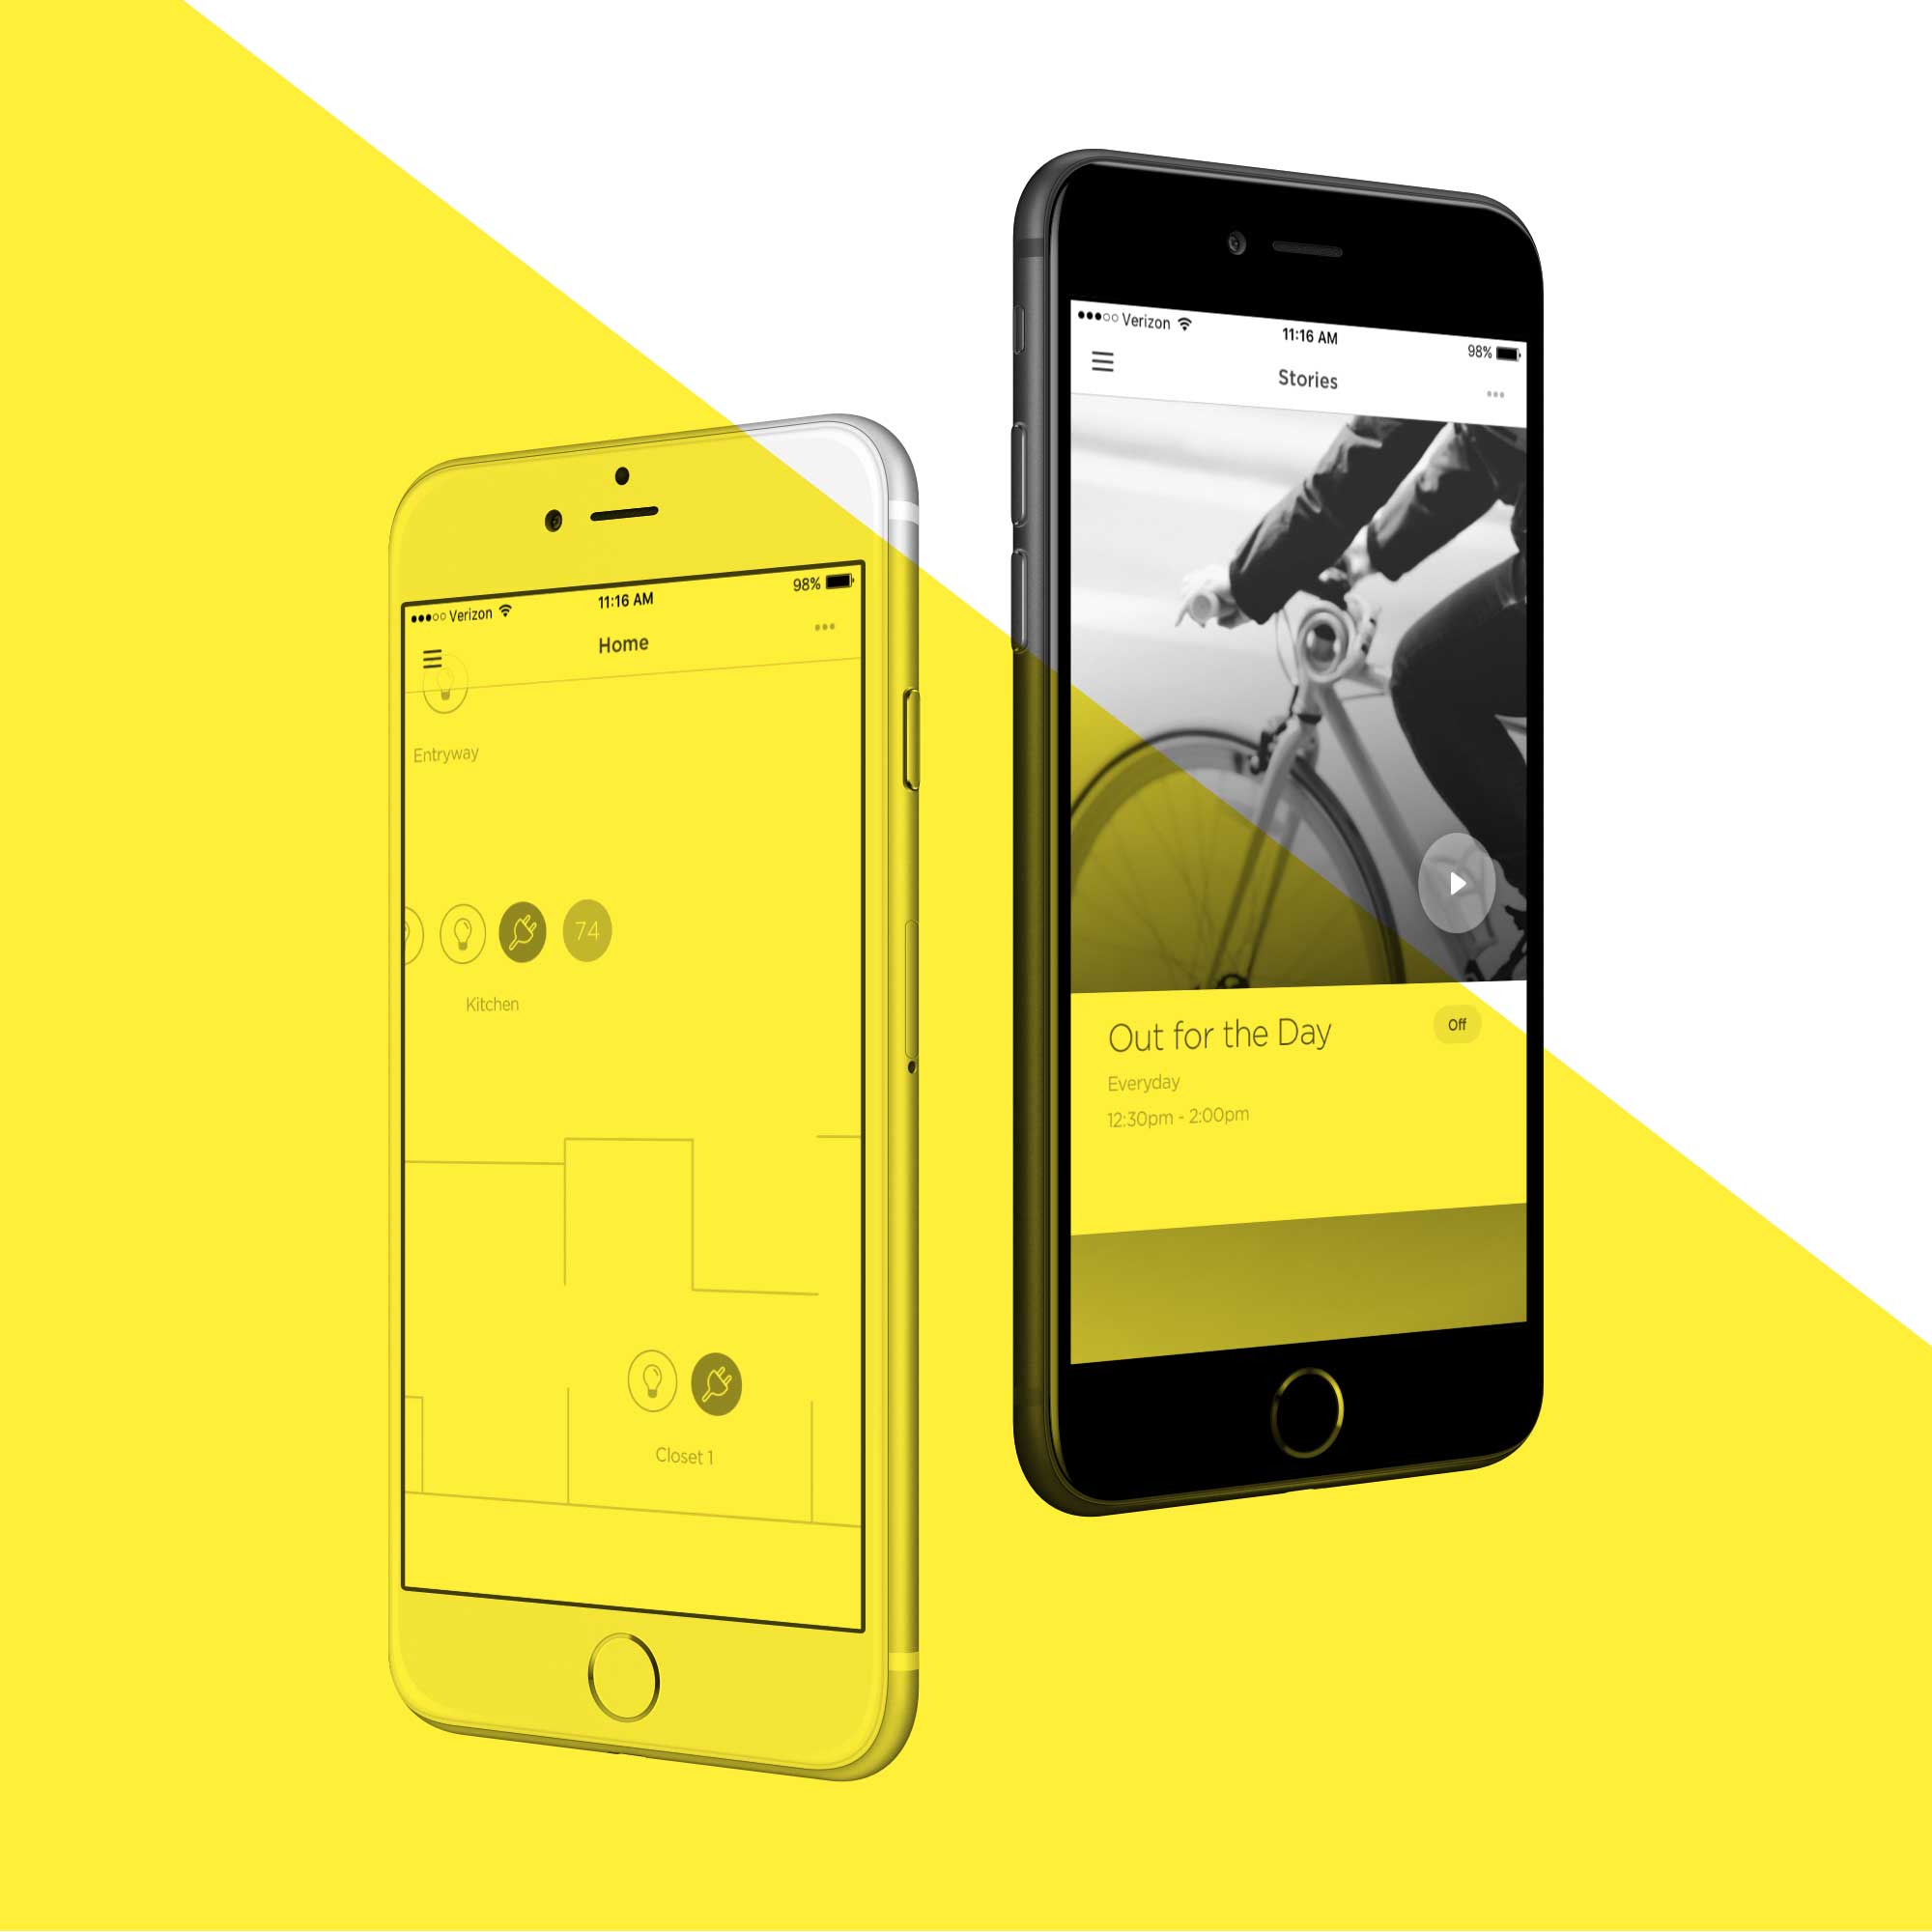 Verizon
11:16 AM
98%
Home
Entryway
74
Kitchen
Closet 1
Verizon
11:16 AM
98%
Stories
Out for the Day
Off
Everyday
12:30pm - 2:00pm